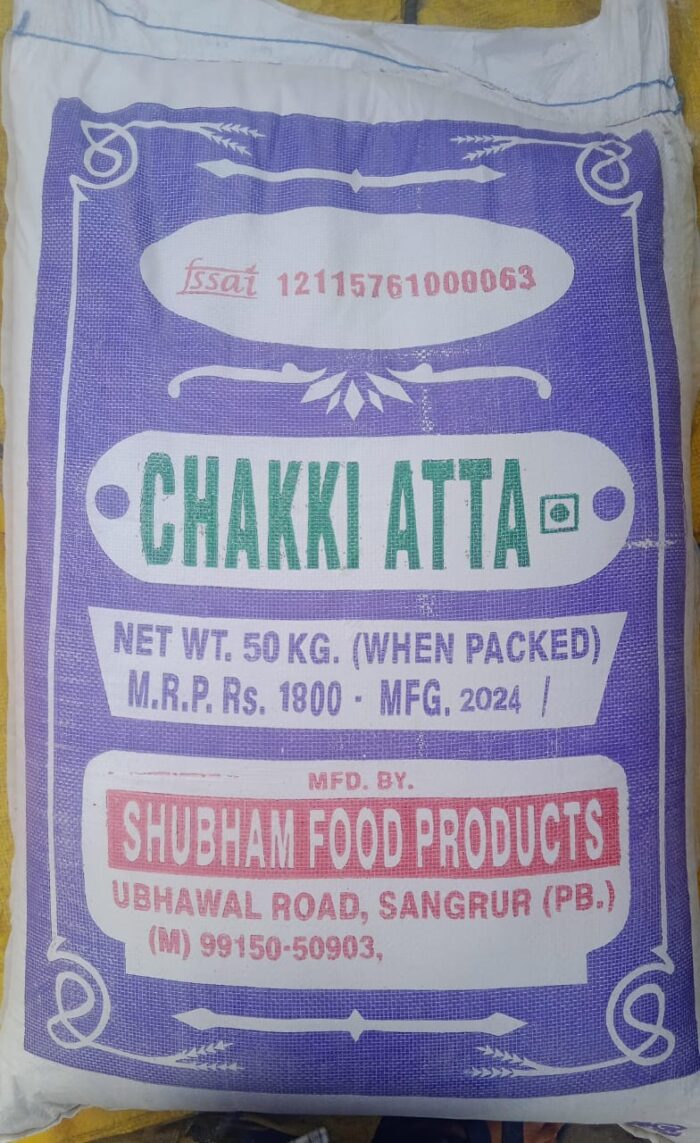 fssai 12115761000063
CHAKKI ATTA
NET WT. 50 KG. (WHEN PACKED)
M.R.P. Rs. 1800 - MFG. 2024 /
MFD. BY.
SHUBHAM FOOD PRODUCTS
UBHAWAL ROAD, SANGRUR (PB.)
(M) 99150-50903,